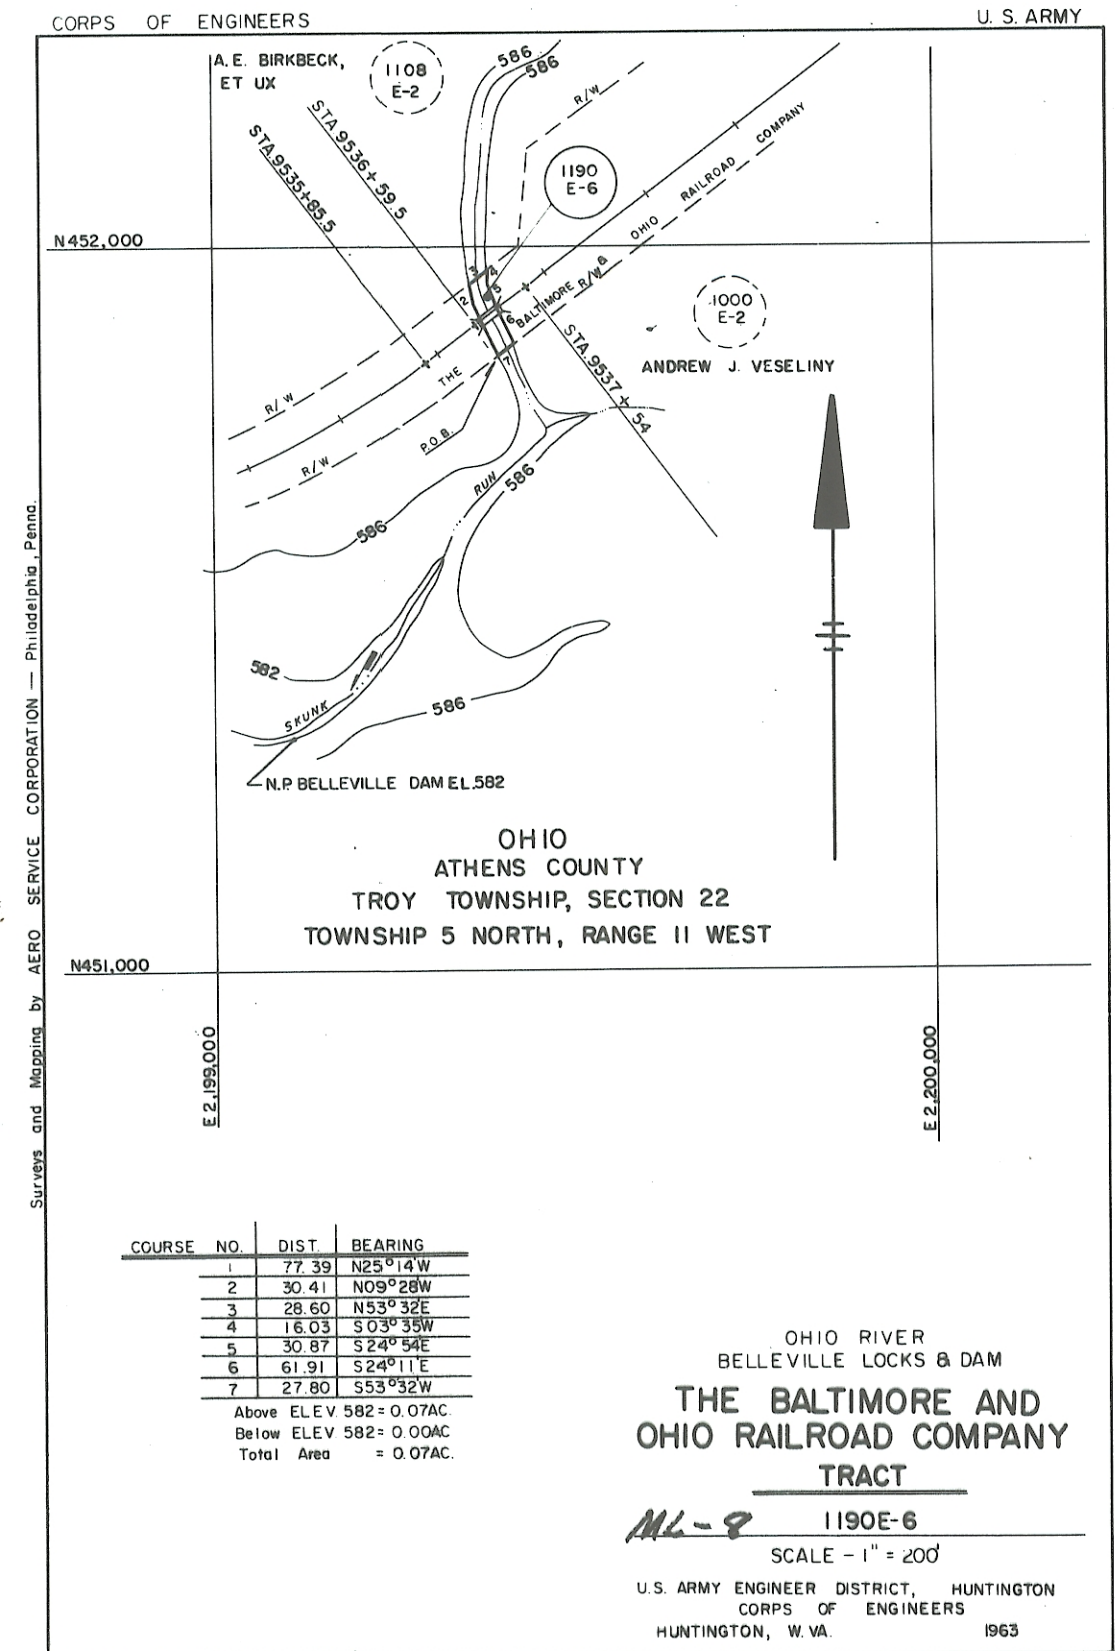 CORPS OF ENGINEERS
U. S. ARMY
A. E. BIRKBECK,
ET UX
1108
E-2
586
586
R/W
STA. 9536 + 59.5
STA. 9535+85.5
1190
E-6
THE BALTIMORE & OHIO RAILROAD COMPANY
R/W
N 452,000
3
4
2
5
1
6
7
1000
E-2
ANDREW J. VESELINY
STA. 9537 + 54
R/W
R/W
P.O.B.
586
SKUNK RUN
586
582
586
N.P. BELLEVILLE DAM EL.582
OHIO
ATHENS COUNTY
TROY TOWNSHIP, SECTION 22
TOWNSHIP 5 NORTH, RANGE 11 WEST
N451,000
E 2,199,000
E 2,200,000
Surveys and Mapping by AERO SERVICE CORPORATION — Philadelphia, Penna.
COURSE NO. DIST. BEARING
1 77.39 N25°14'W
2 30.41 N09°28'W
3 28.60 N53°32'E
4 16.03 S03°35'W
5 30.87 S24°54'E
6 61.91 S24°11'E
7 27.80 S53°32'W
Above ELEV. 582= 0.07AC.
Below ELEV. 582= 0.00AC
Total Area = 0.07AC.
OHIO RIVER
BELLEVILLE LOCKS & DAM
THE BALTIMORE AND
OHIO RAILROAD COMPANY
TRACT
ML-8 1190E-6
SCALE - 1" = 200'
U.S. ARMY ENGINEER DISTRICT, HUNTINGTON
CORPS OF ENGINEERS
HUNTINGTON, W. VA. 1963